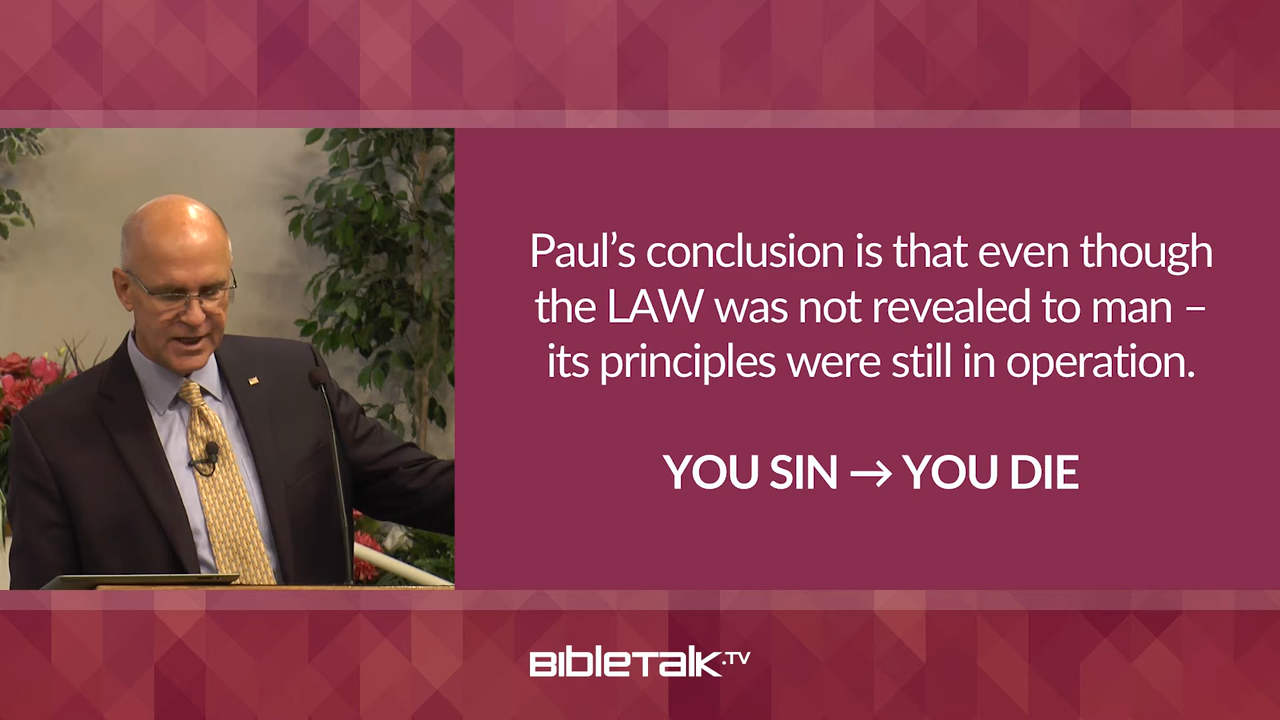 Paul’s conclusion is that even though
the LAW was not revealed to man –
its principles were still in operation.
YOU SIN → YOU DIE
BIBLETALK.TV